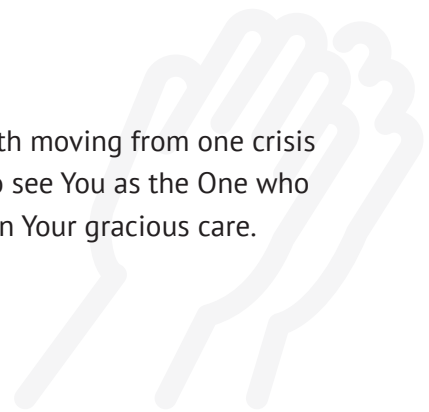 th moving from one crisis
o see You as the One who
n Your gracious care.